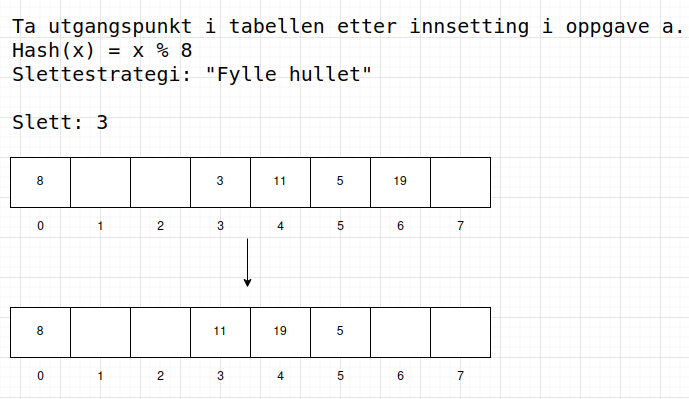 Ta utgangspunkt i tabellen etter innsetting i oppgave a.
Hash(x) = x % 8
Slettestrategi: "Fylle hullet"
Slett: 3
8 3 11 5 19
0 1 2 3 4 5 6 7
8 11 19 5
0 1 2 3 4 5 6 7